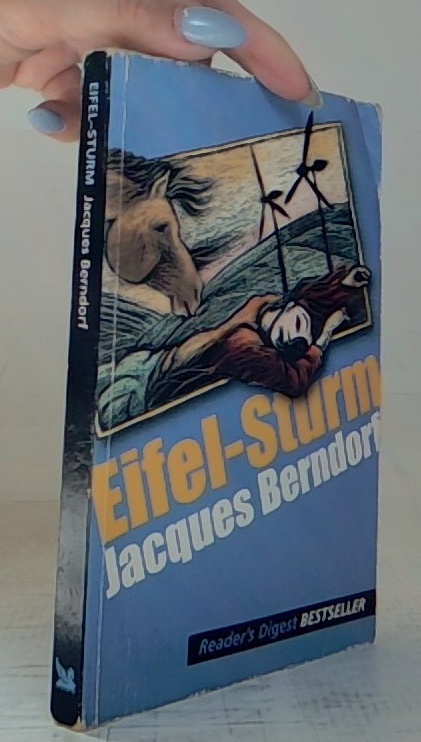 EIFEL-STURM Jacques Berndorf
Eifel-Sturm
Jacques Berndorf
Reader's Digest BESTSELLER